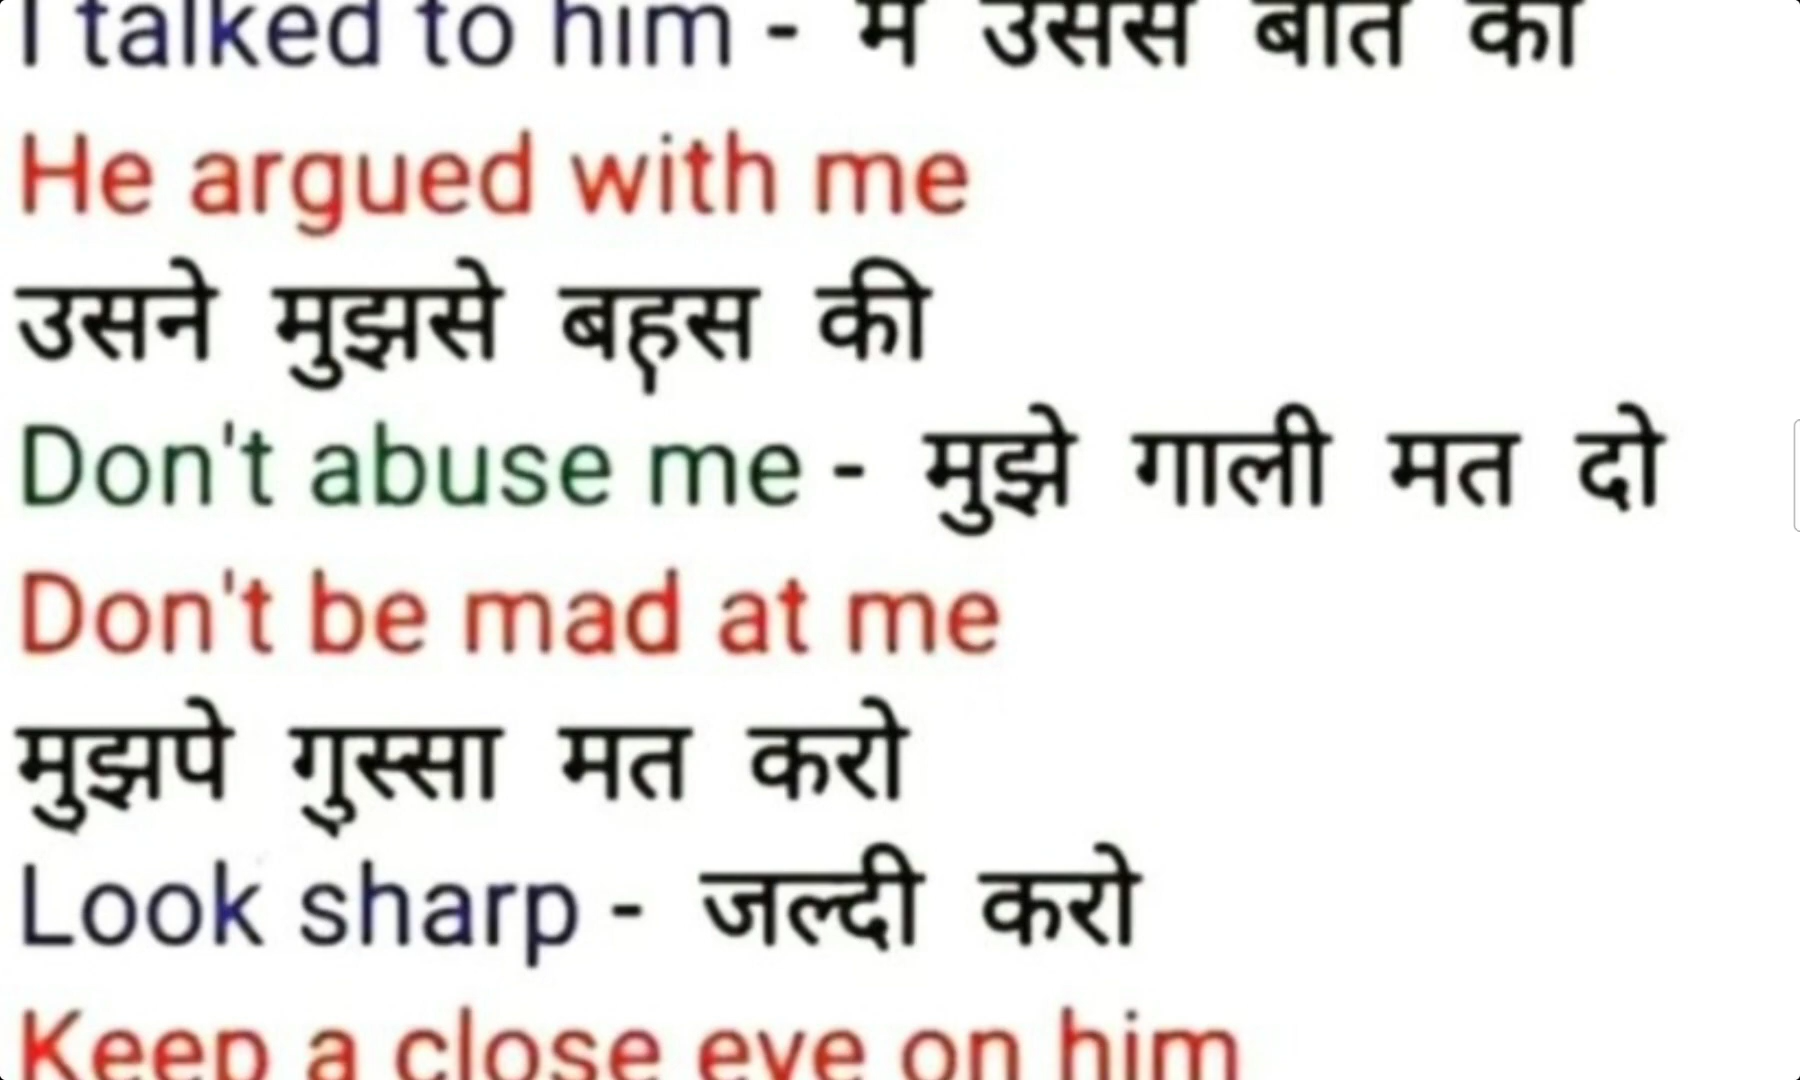 I talked to him - म उसस बात का
He argued with me
उसने मुझसे बहस की
Don't abuse me - मुझे गाली मत दो
Don't be mad at me
मुझपे गुस्सा मत करो
Look sharp - जल्दी करो
Keep a close eye on him